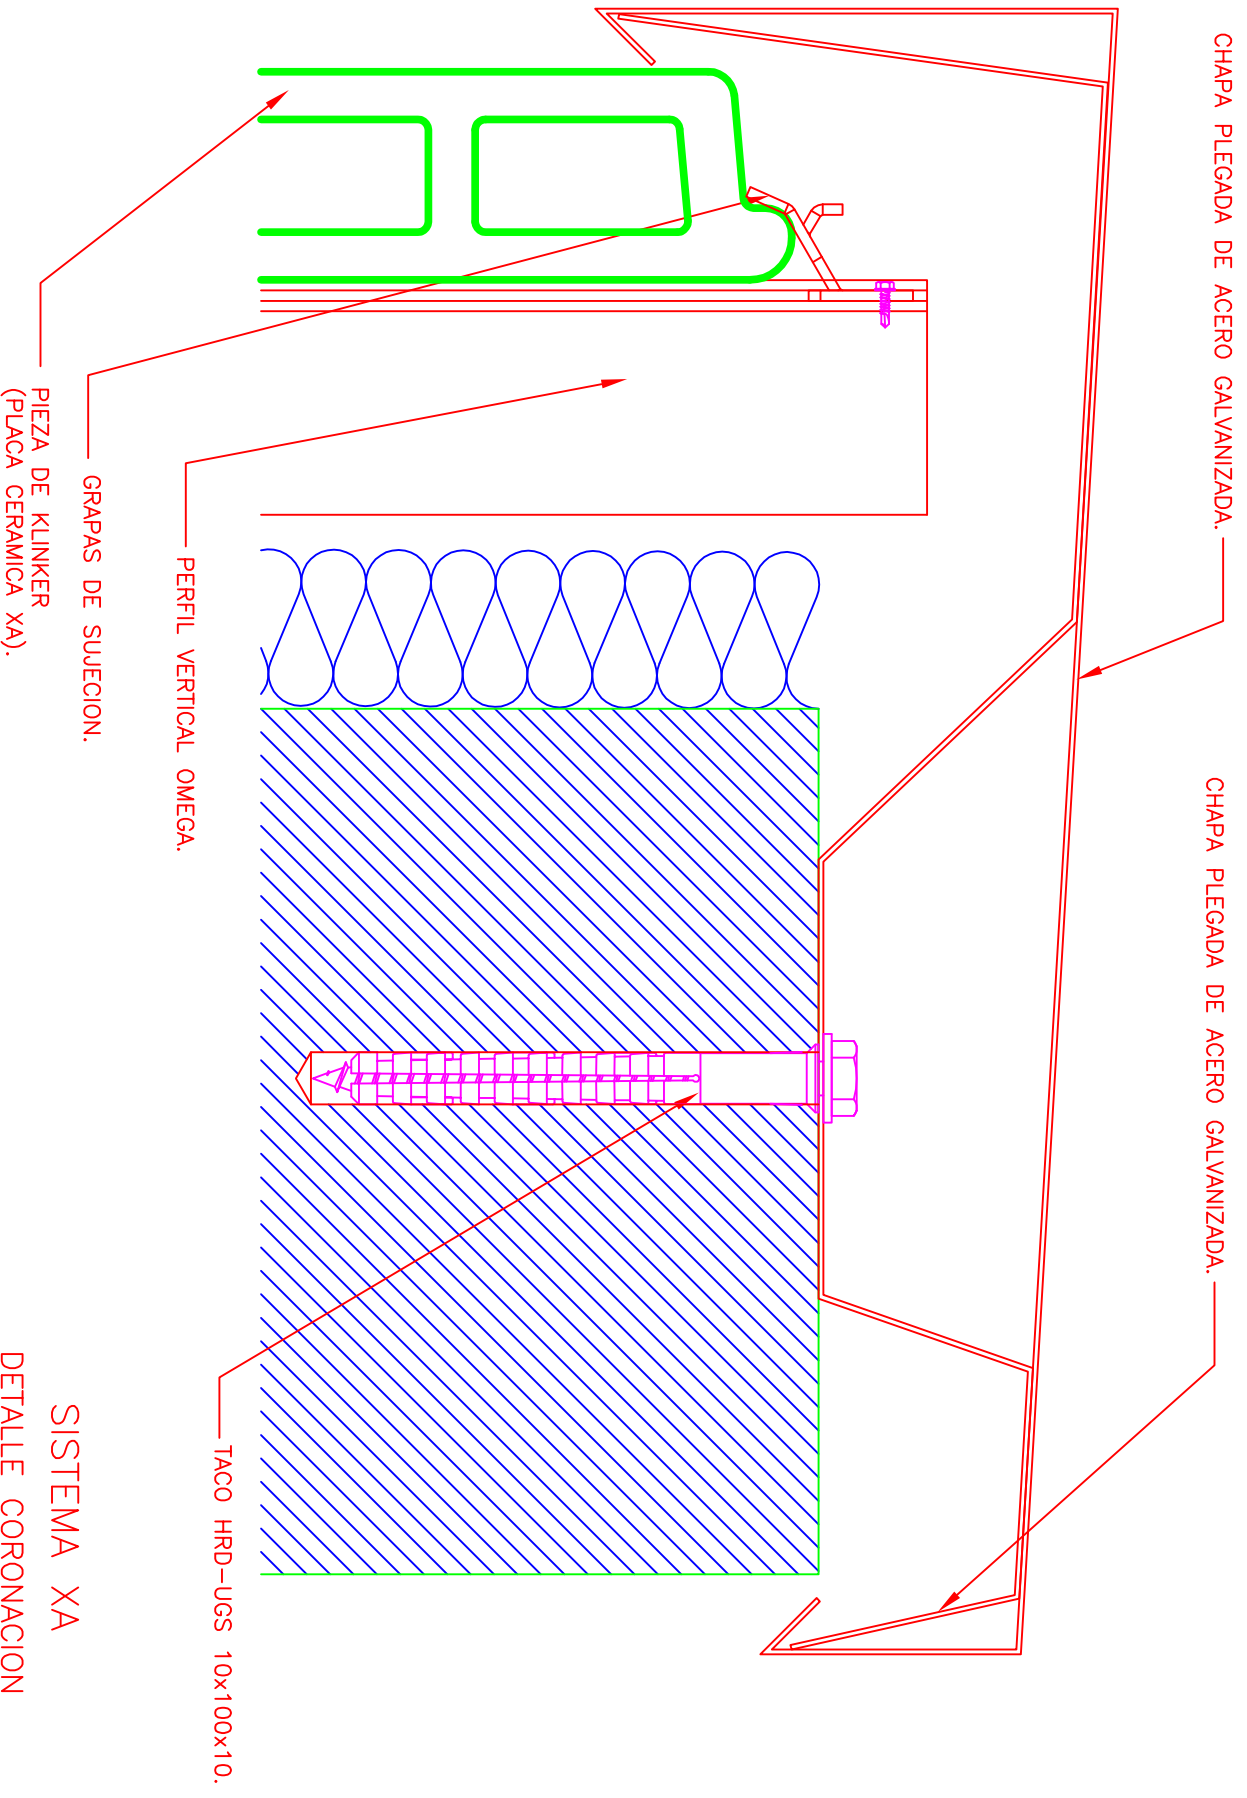 CHAPA PLEGADA DE ACERO GALVANIZADA.
CHAPA PLEGADA DE ACERO GALVANIZADA.
TACO HRD-UGS 10x100x10.
PERFIL VERTICAL OMEGA.
GRAPAS DE SUJECION.
PIEZA DE KLINKER
(PLACA CERAMICA XA).
SISTEMA XA
DETALLE CORONACION